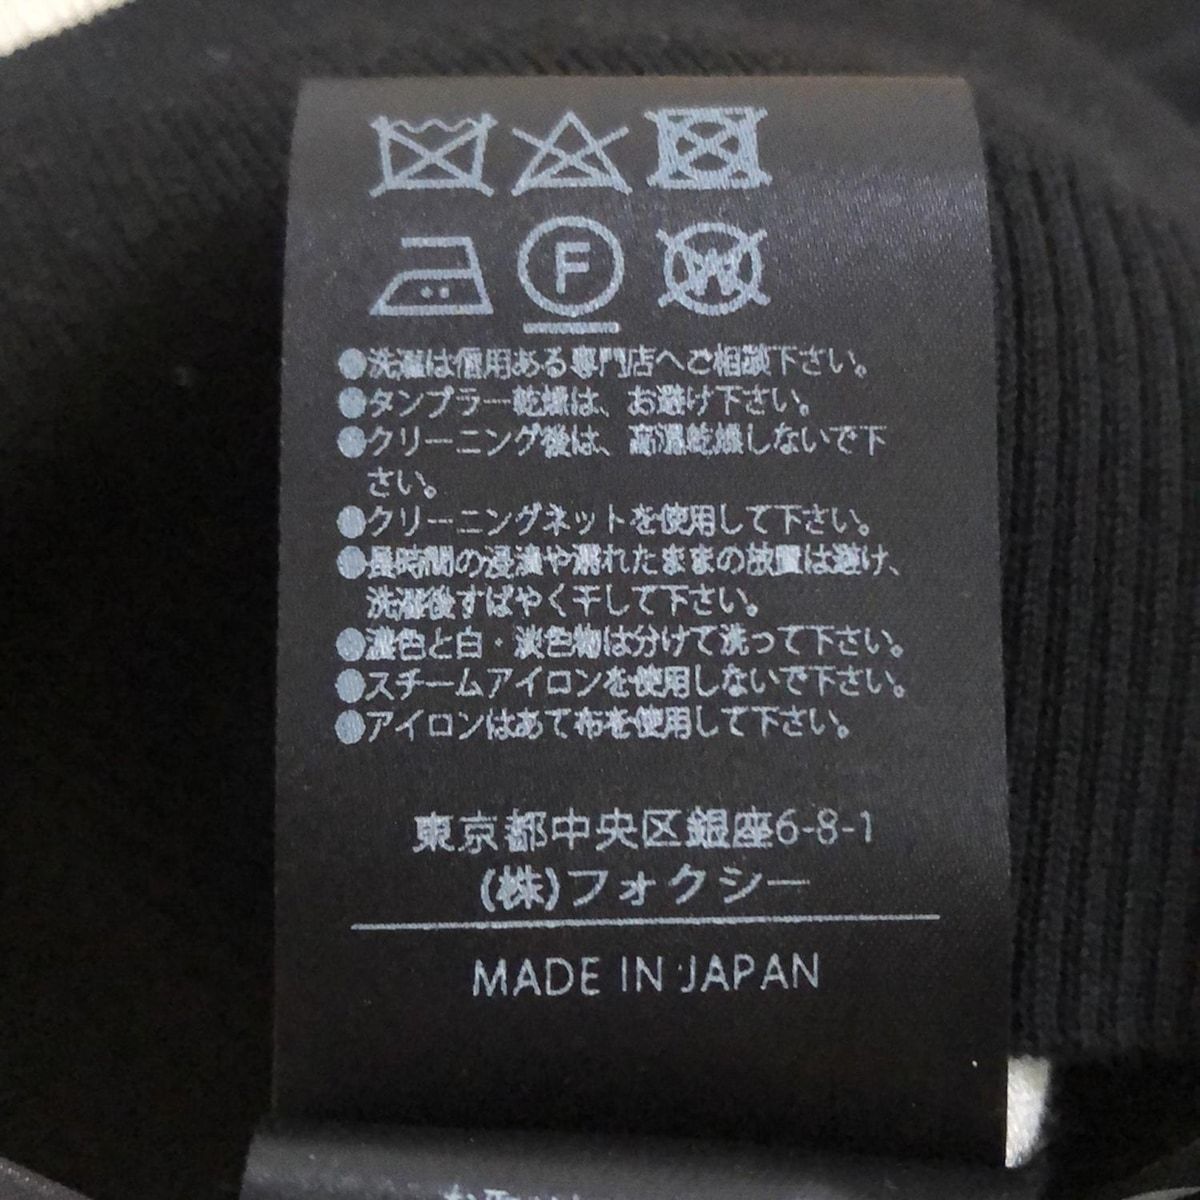 F
W
●洗濯は信用ある専門店へご相談下さい。
●タンブラー乾燥は、お避け下さい。
●クリーニング後は、高温乾燥しないで下
さい。
●クリーニングネットを使用して下さい。
●長時間の浸漬や濡れたままの放置は避け、
洗濯後すばやく干して下さい。
●濃色と白・淡色物は分けて洗って下さい。
●スチームアイロンを使用しないで下さい。
●アイロンはあて布を使用して下さい。
東京都中央区銀座6-8-1
(株)フォクシー
MADE IN JAPAN